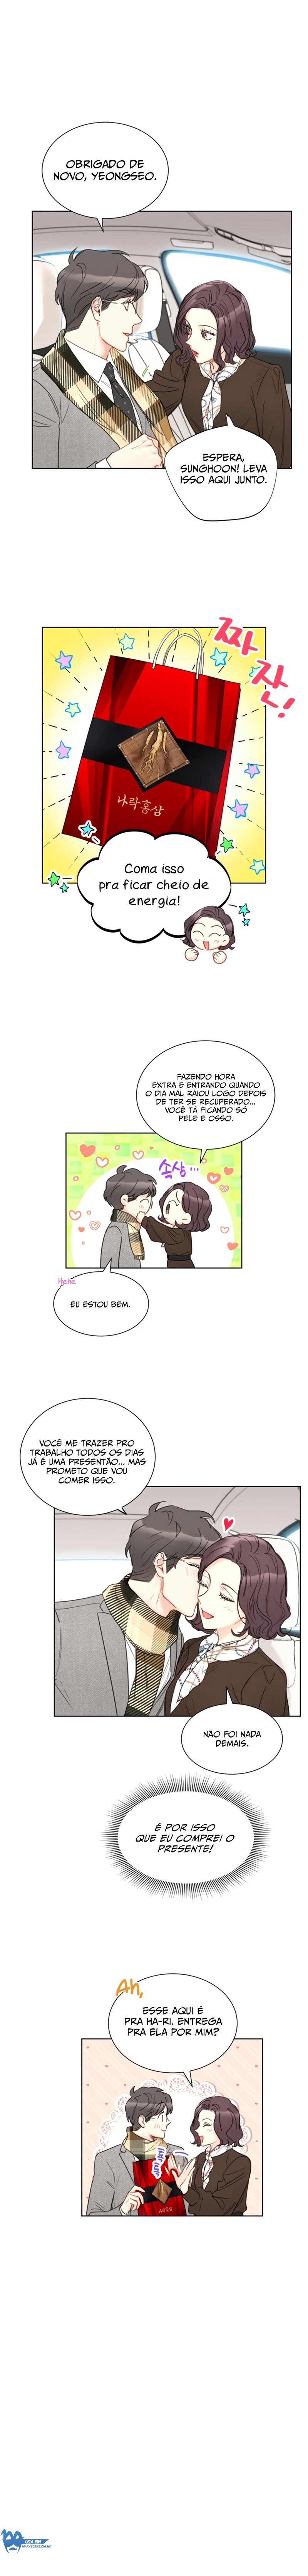 OBRIGADO DE
NOVO, YEONGSEO.
ESPERA,
SUNGHOON! LEVA
ISSO AQUI JUNTO.
짜
잔!
나락홍삼
Coma isso
pra ficar cheio de
energia!
FAZENDO HORA
EXTRA E ENTRANDO QUANDO
O DIA MAL RAIOU LOGO DEPOIS
DE TER SE RECUPERADO...
VOCÊ TÁ FICANDO SÓ
PELE E OSSO.
속상...
Hehe
EU ESTOU BEM.
VOCÊ ME TRAZER PRO
TRABALHO TODOS OS DIAS
JÁ É UMA PRESENTÃO... MAS
PROMETO QUE VOU
COMER ISSO.
NÃO FOI NADA
DEMAIS.
É POR ISSO
QUE EU COMPREI O
PRESENTE!
Ah,
ESSE AQUI É
PRA HA-RI. ENTREGA
PRA ELA POR MIM?
LEIA EM